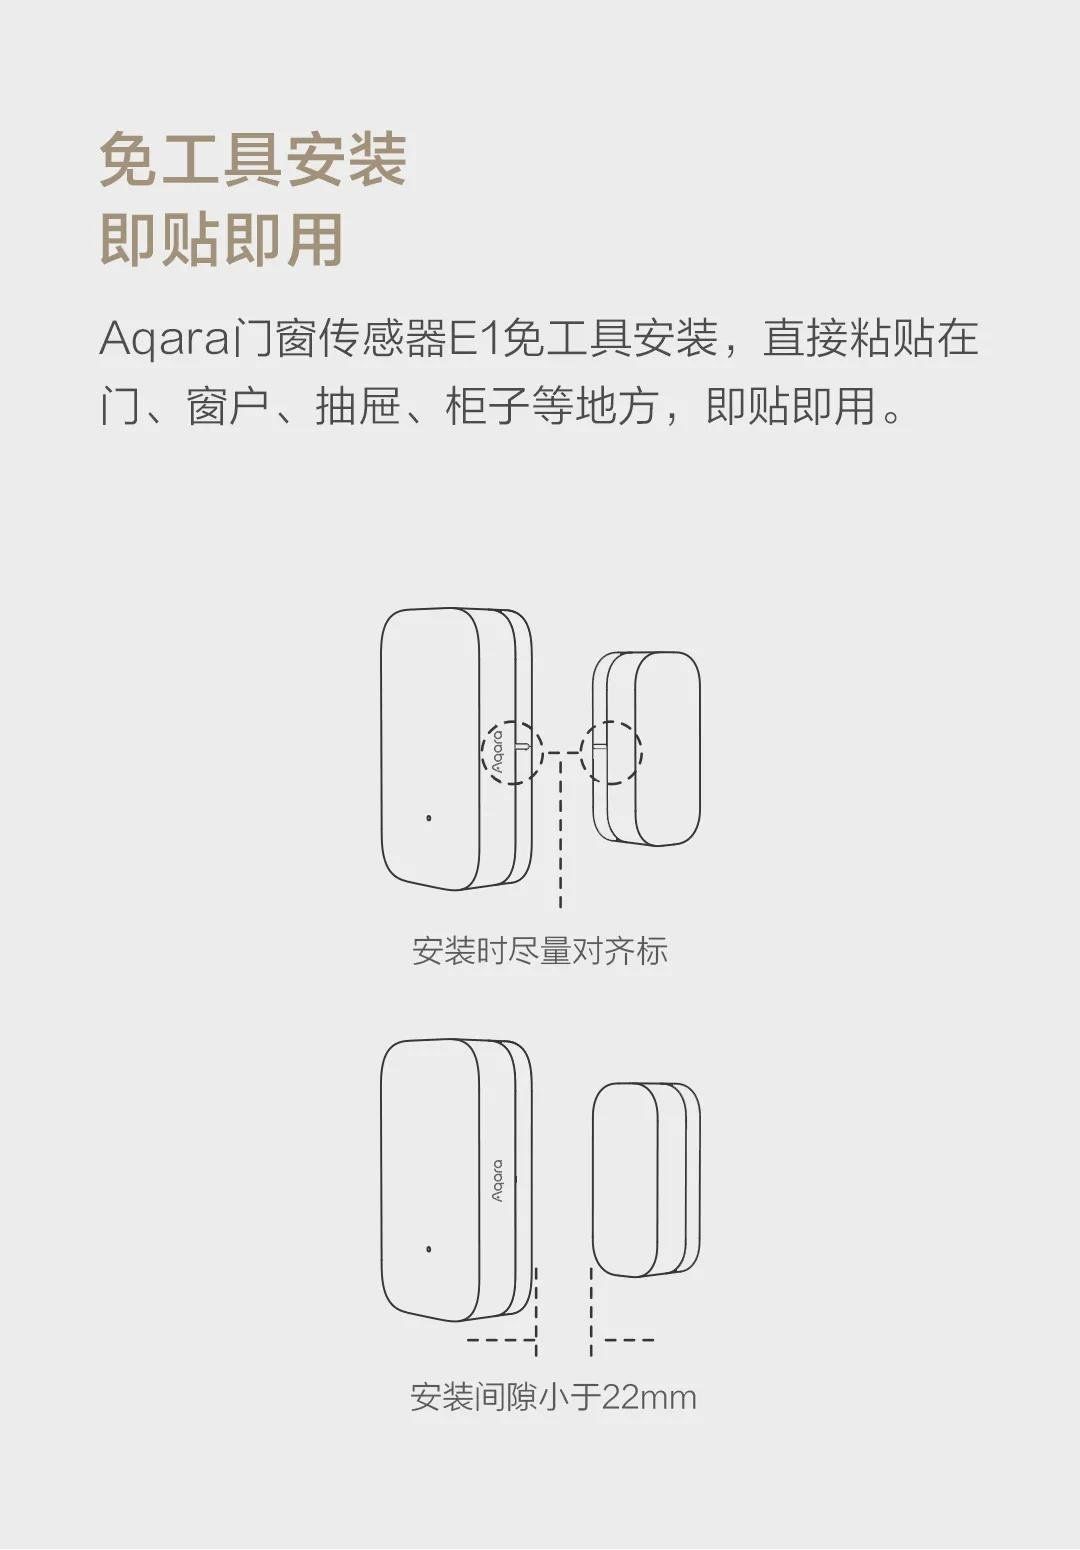 免工具安装
即贴即用
Aqara门窗传感器E1免工具安装，直接粘贴在
门、窗户、抽屉、柜子等地方，即贴即用。
Aqara
安装时尽量对齐标
Aqara
安装间隙小于22mm